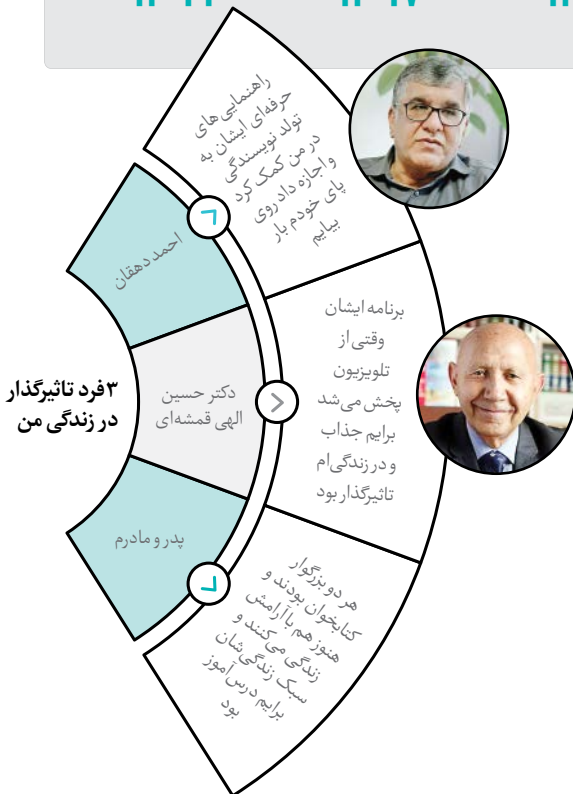 ۳ فرد تاثیرگذار
در زندگی من
احمد دهقان
راهنمایی‌های
حرفه‌ای ایشان به
تولد نویسندگی
در من کمک کرد
و اجازه داد روی
پای خودم بار
بیایم
دکتر حسین
الهی قمشه‌ای
برنامه ایشان
وقتی از
تلویزیون
پخش می‌شد
برایم جذاب
و در زندگی‌ام
تاثیرگذار بود
پدر و مادرم
هر دو بزرگوار
کتابخوان بودند و
هنوز هم با آرامش
زندگی می‌کنند و
سبک زندگی‌شان
برایم درس‌آموز
بود